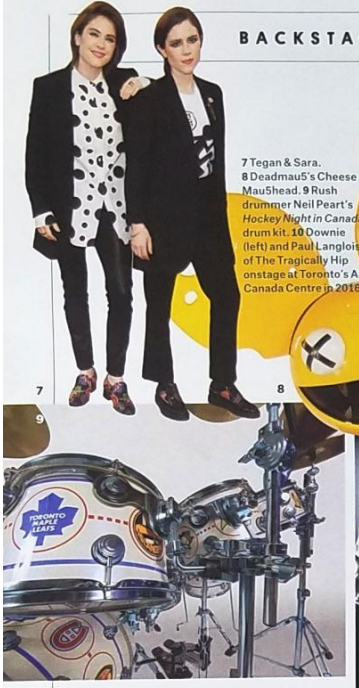 BACKSTA
7 Tegan & Sara.
8 Deadmau5's Cheese
Mau5head. 9 Rush
drummer Neil Peart's
Hockey Night in Canad
drum kit. 10 Downie
(left) and Paul Langlois
of The Tragically Hip
onstage at Toronto's A
Canada Centre in 2016
7
8
9
TORONTO
MAPLE
LEAFS